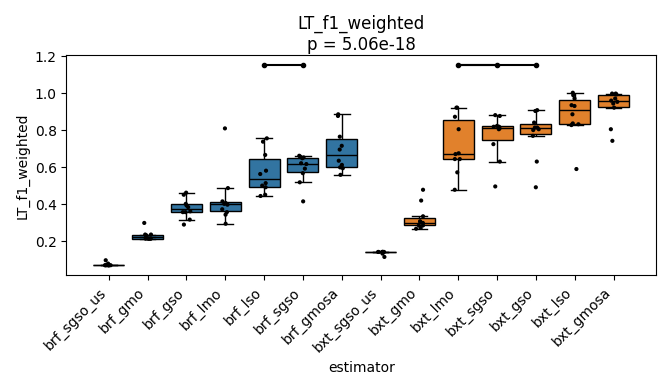 LT_f1_weighted
p = 5.06e-18
LT_f1_weighted
1.2
1.0
0.8
0.6
0.4
0.2
brf_sgso_us
brf_gmo
brf_gso
brf_lmo
brf_lso
brf_sgso
brf_gmosa
bxt_sgso_us
bxt_gmo
bxt_lmo
bxt_sgso
bxt_gso
bxt_lso
bxt_gmosa
estimator